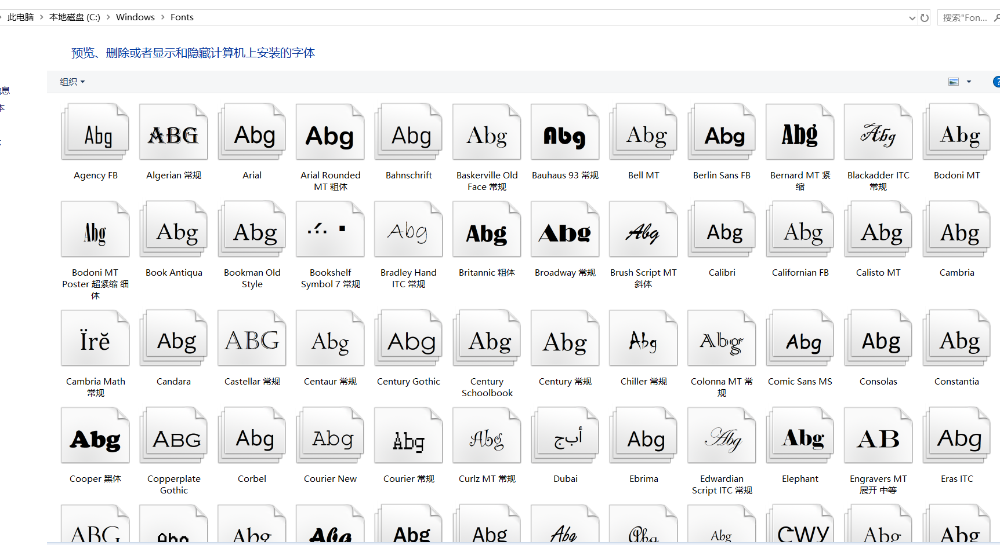 此电脑 > 本地磁盘 (C:) > Windows > Fonts
搜索"Fon...
预览、删除或者显示和隐藏计算机上安装的字体
息
本
组织
Abg ABG Abg Abg Abg Abg Abg Abg Abg Abg Abg Abg
Agency FB Algerian 常规 Arial Arial Rounded Bahnschrift Baskerville Old Bauhaus 93 常规 Bell MT Berlin Sans FB Bernard MT 紧 Blackadder ITC Bodoni MT
MT 粗体 Face 常规 缩 常规
Abg Abg Abg Abg Abg Abg Abg Abg Abg Abg Abg
Bodoni MT Book Antiqua Bookman Old Bookshelf Bradley Hand Britannic 粗体 Broadway 常规 Brush Script MT Calibri Californian FB Calisto MT Cambria
Poster 超紧缩 细 Style Symbol 7 常规 ITC 常规 斜体
体
Ïrĕ Abg ABG Abg Abg Abg Abg Abg Abg Abg Abg Abg
Cambria Math Candara Castellar 常规 Centaur 常规 Century Gothic Century Century 常规 Chiller 常规 Colonna MT 常 Comic Sans MS Consolas Constantia
常规 Schoolbook 规
Abg ABG Abg Abg Abg Abg أب‌ج Abg Abg Abg AB Abg
Cooper 黑体 Copperplate Corbel Courier New Courier 常规 Curlz MT 常规 Dubai Ebrima Edwardian Elephant Engravers MT Eras ITC
Gothic Script ITC 常规 展开 中等
ABG Abg Abg Abg Abg Abg Abg Abg Abg CWY Abg Abg